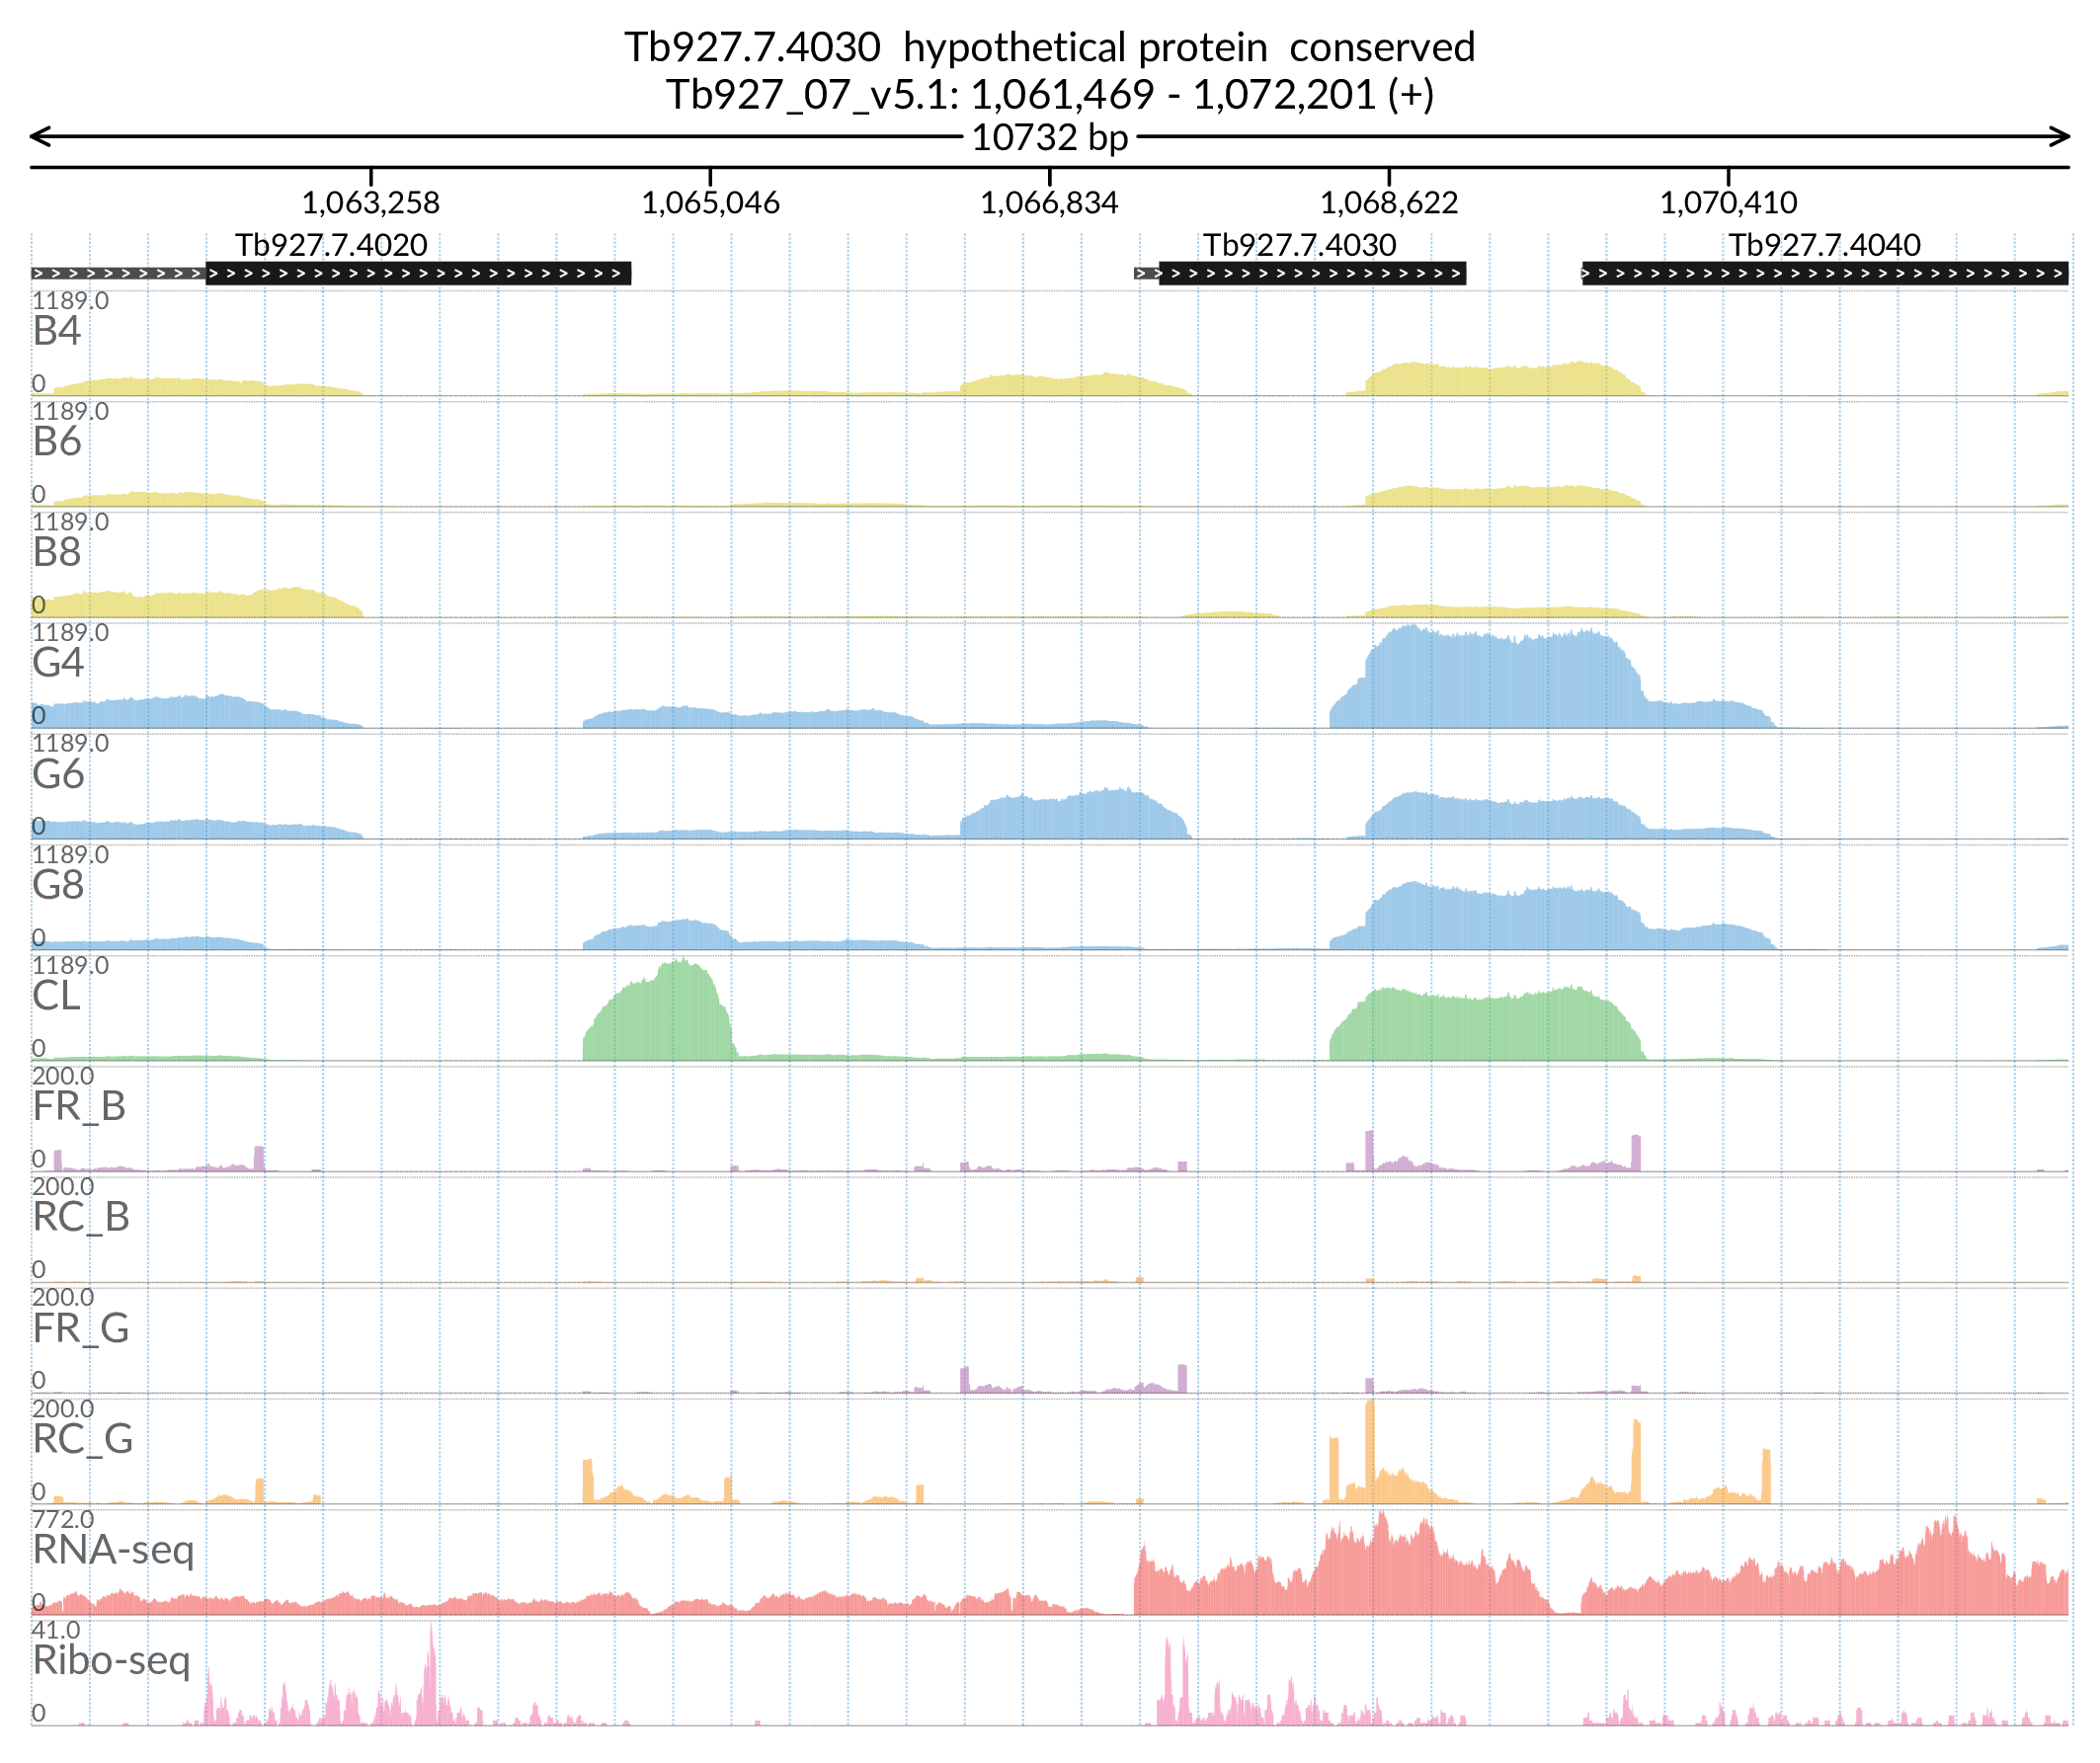 Tb927.7.4030 hypothetical protein conserved
Tb927_07_v5.1: 1,061,469 - 1,072,201 (+)
10732 bp
1,063,258 1,065,046 1,066,834 1,068,622 1,070,410
Tb927.7.4020 Tb927.7.4030 Tb927.7.4040
1189.0
B4
0
1189.0
B6
0
1189.0
B8
0
1189.0
G4
0
1189.0
G6
0
1189.0
G8
0
1189.0
CL
0
200.0
FR_B
0
200.0
RC_B
0
200.0
FR_G
0
200.0
RC_G
0
772.0
RNA-seq
0
41.0
Ribo-seq
0